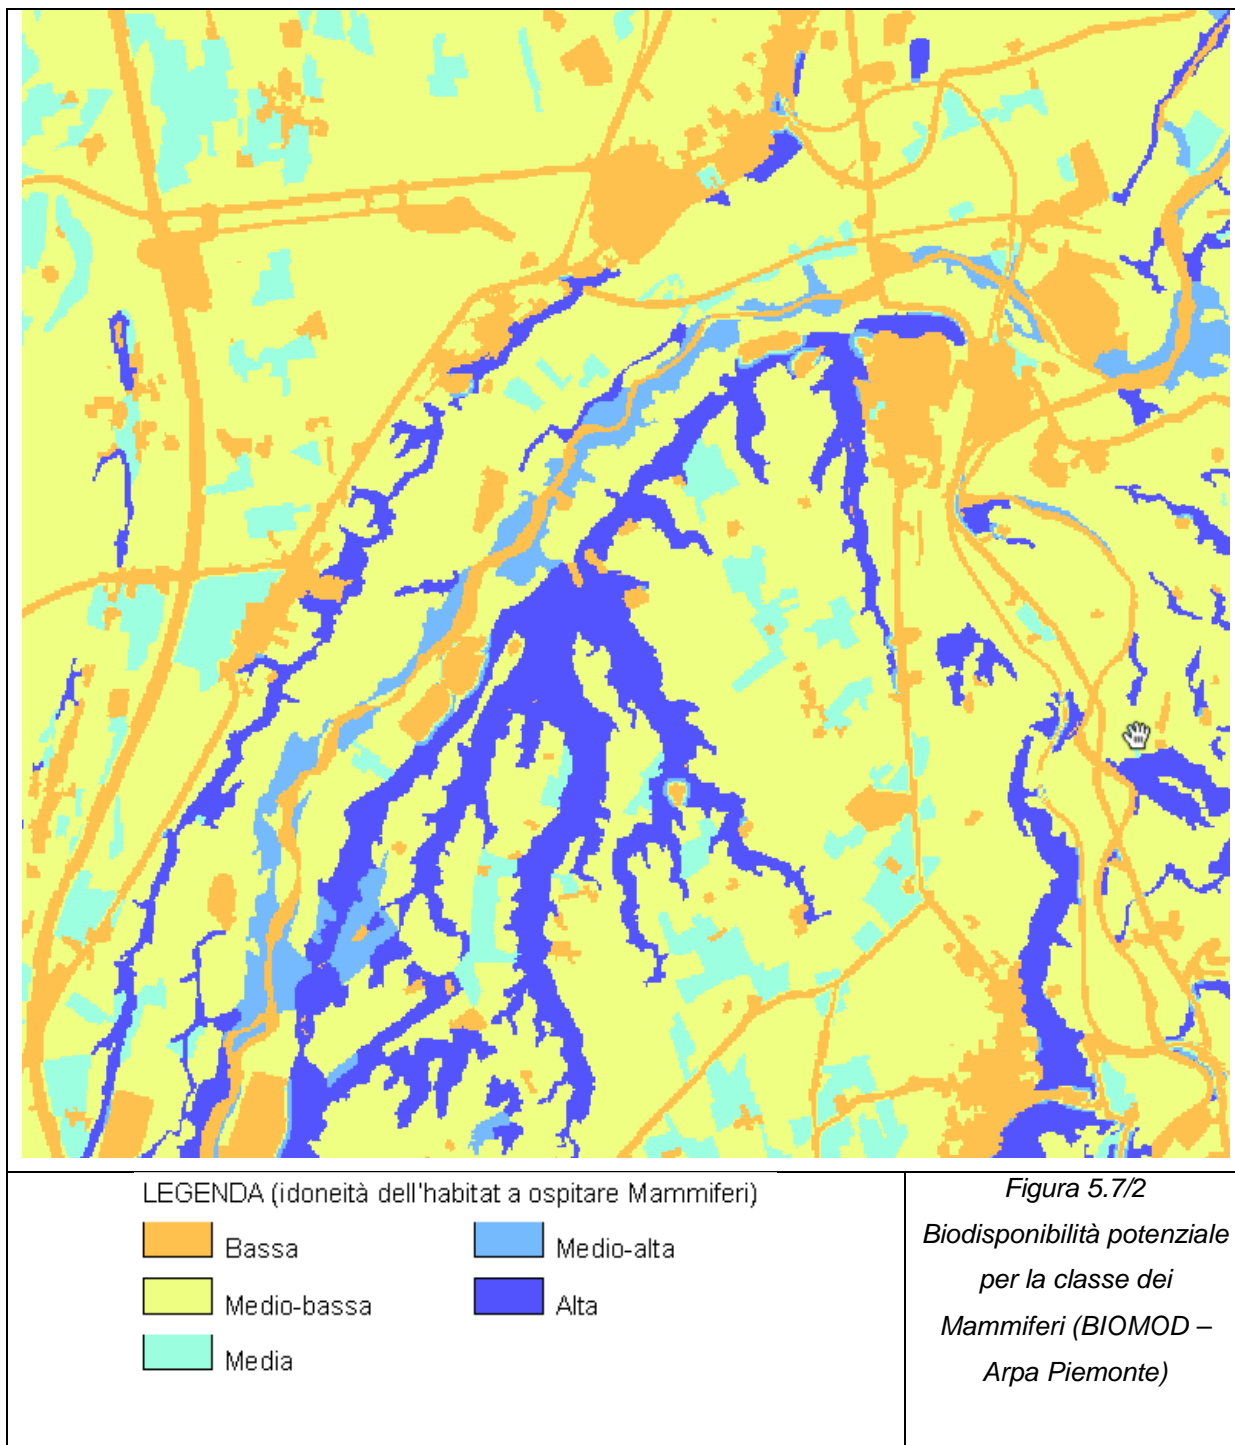 LEGENDA (idoneità dell'habitat a ospitare Mammiferi)
Bassa
Medio-bassa
Media
Medio-alta
Alta
Figura 5.7/2
Biodisponibilità potenziale
per la classe dei
Mammiferi (BIOMOD –
Arpa Piemonte)